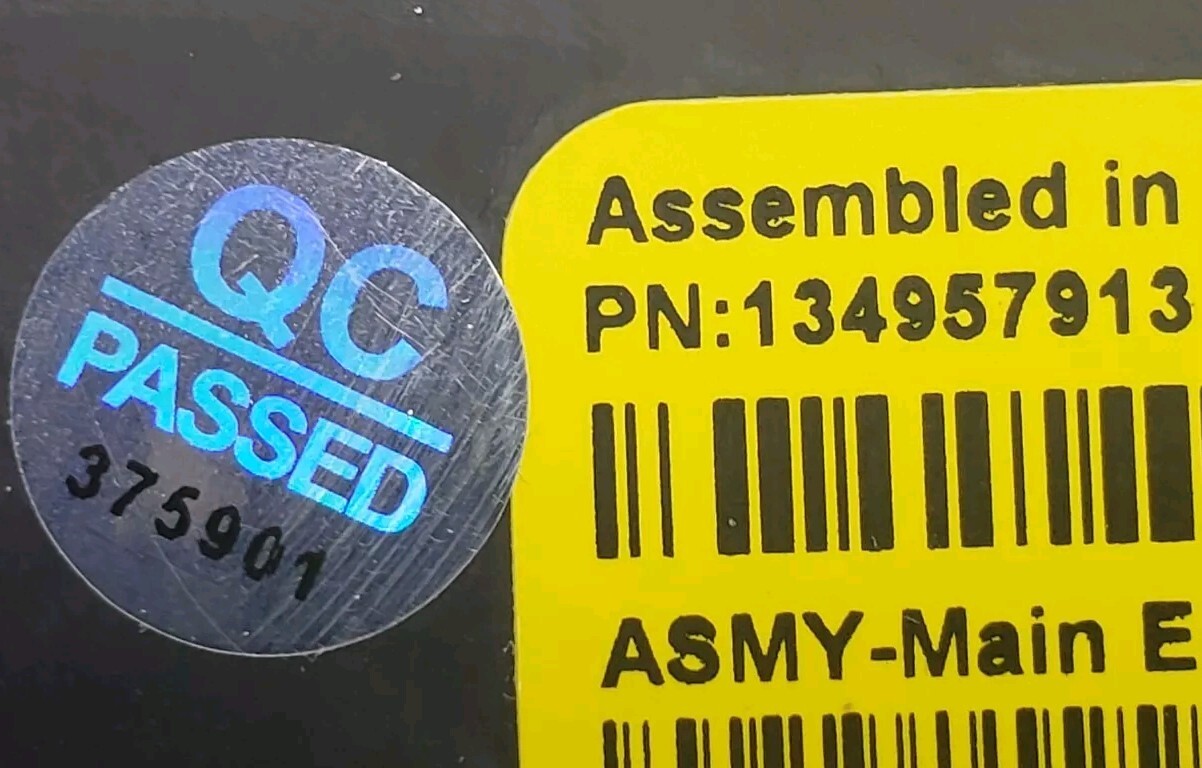 QC
PASSED
375901
Assembled in
PN:134957913
ASMY-Main E